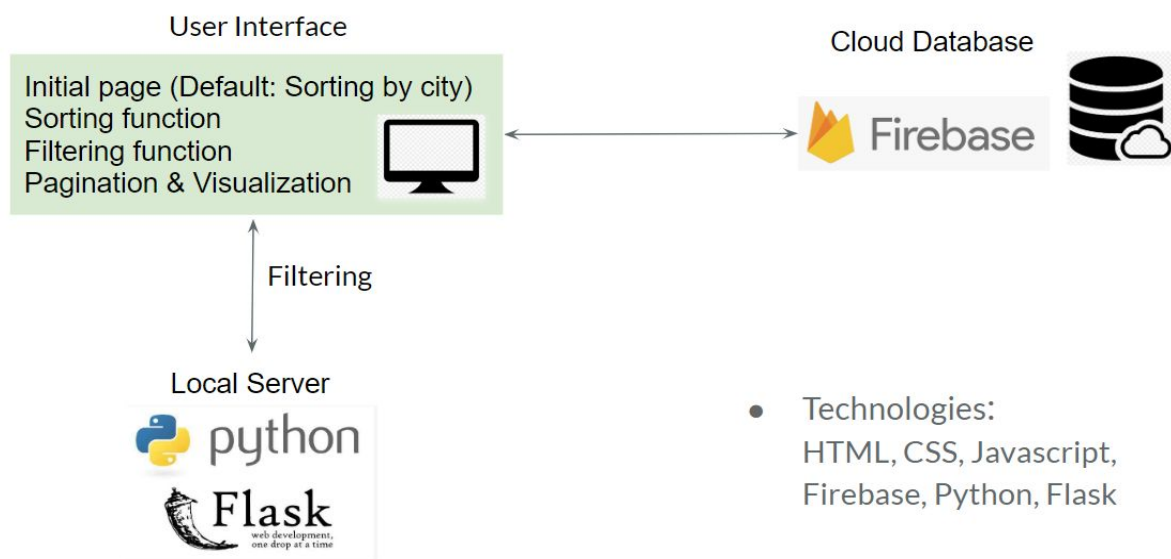 User Interface
Initial page (Default: Sorting by city)
Sorting function
Filtering function
Pagination & Visualization
Cloud Database
Firebase
Filtering
Local Server
python
Flask
web development,
one drop at a time
● Technologies:
HTML, CSS, Javascript,
Firebase, Python, Flask